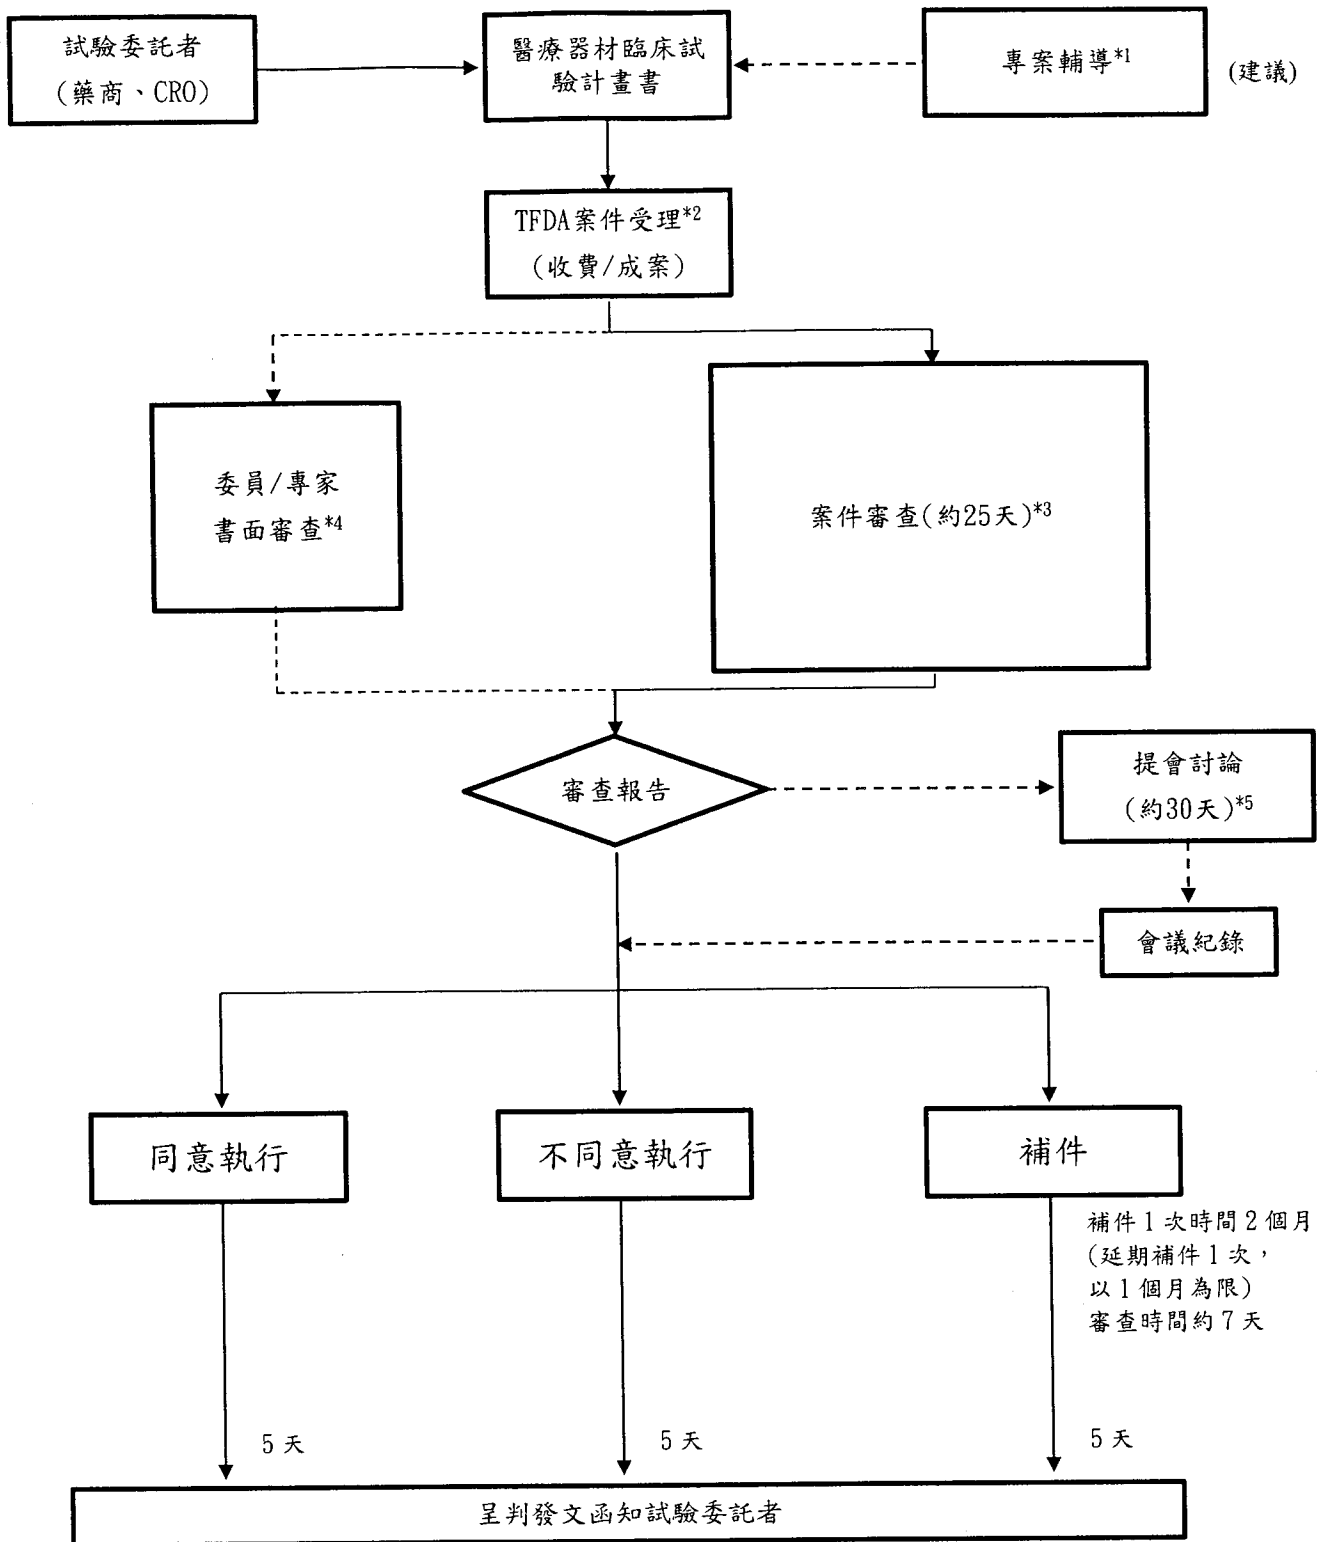 試驗委託者
(藥商、CRO)
醫療器材臨床試
驗計畫書
專案輔導*1
(建議)
TFDA案件受理*2
(收費/成案)
委員/專家
書面審查*4
案件審查(約25天)*3
審查報告
提會討論
(約30天)*5
會議紀錄
同意執行
不同意執行
補件
補件1次時間2個月
(延期補件1次，
以1個月為限)
審查時間約7天
5天
5天
5天
呈判發文函知試驗委託者